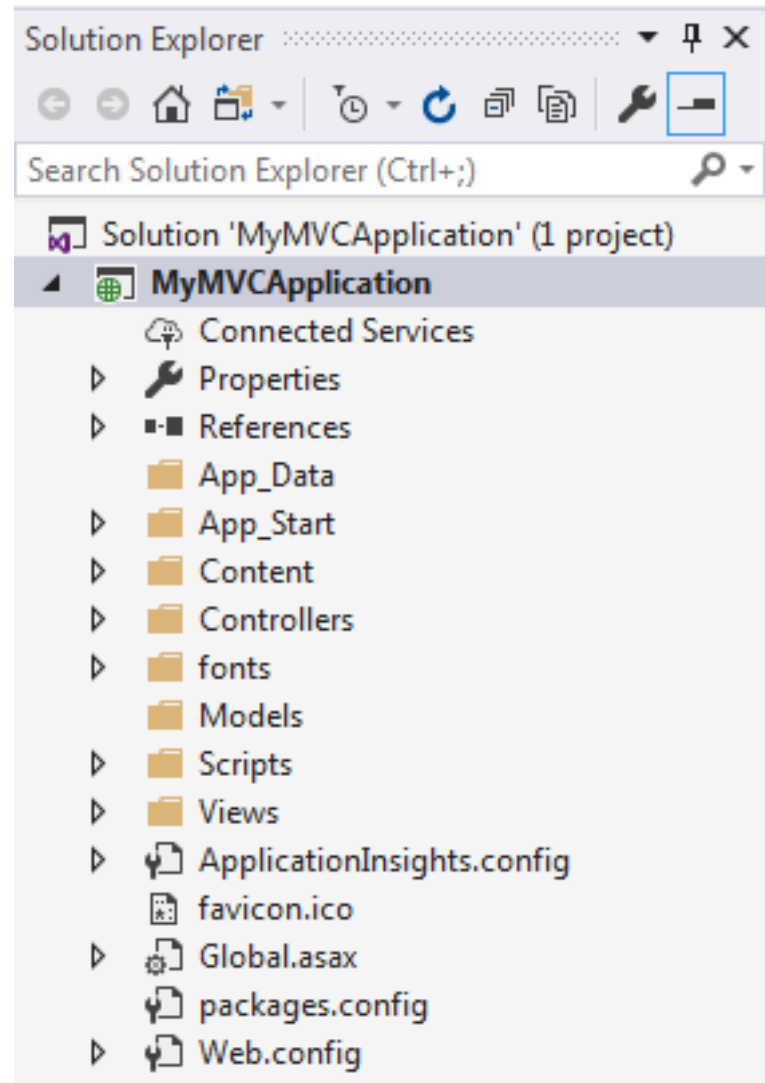 Solution Explorer
Search Solution Explorer (Ctrl+;)
Solution 'MyMVCApplication' (1 project)
MyMVCApplication
Connected Services
Properties
References
App_Data
App_Start
Content
Controllers
fonts
Models
Scripts
Views
ApplicationInsights.config
favicon.ico
Global.asax
packages.config
Web.config